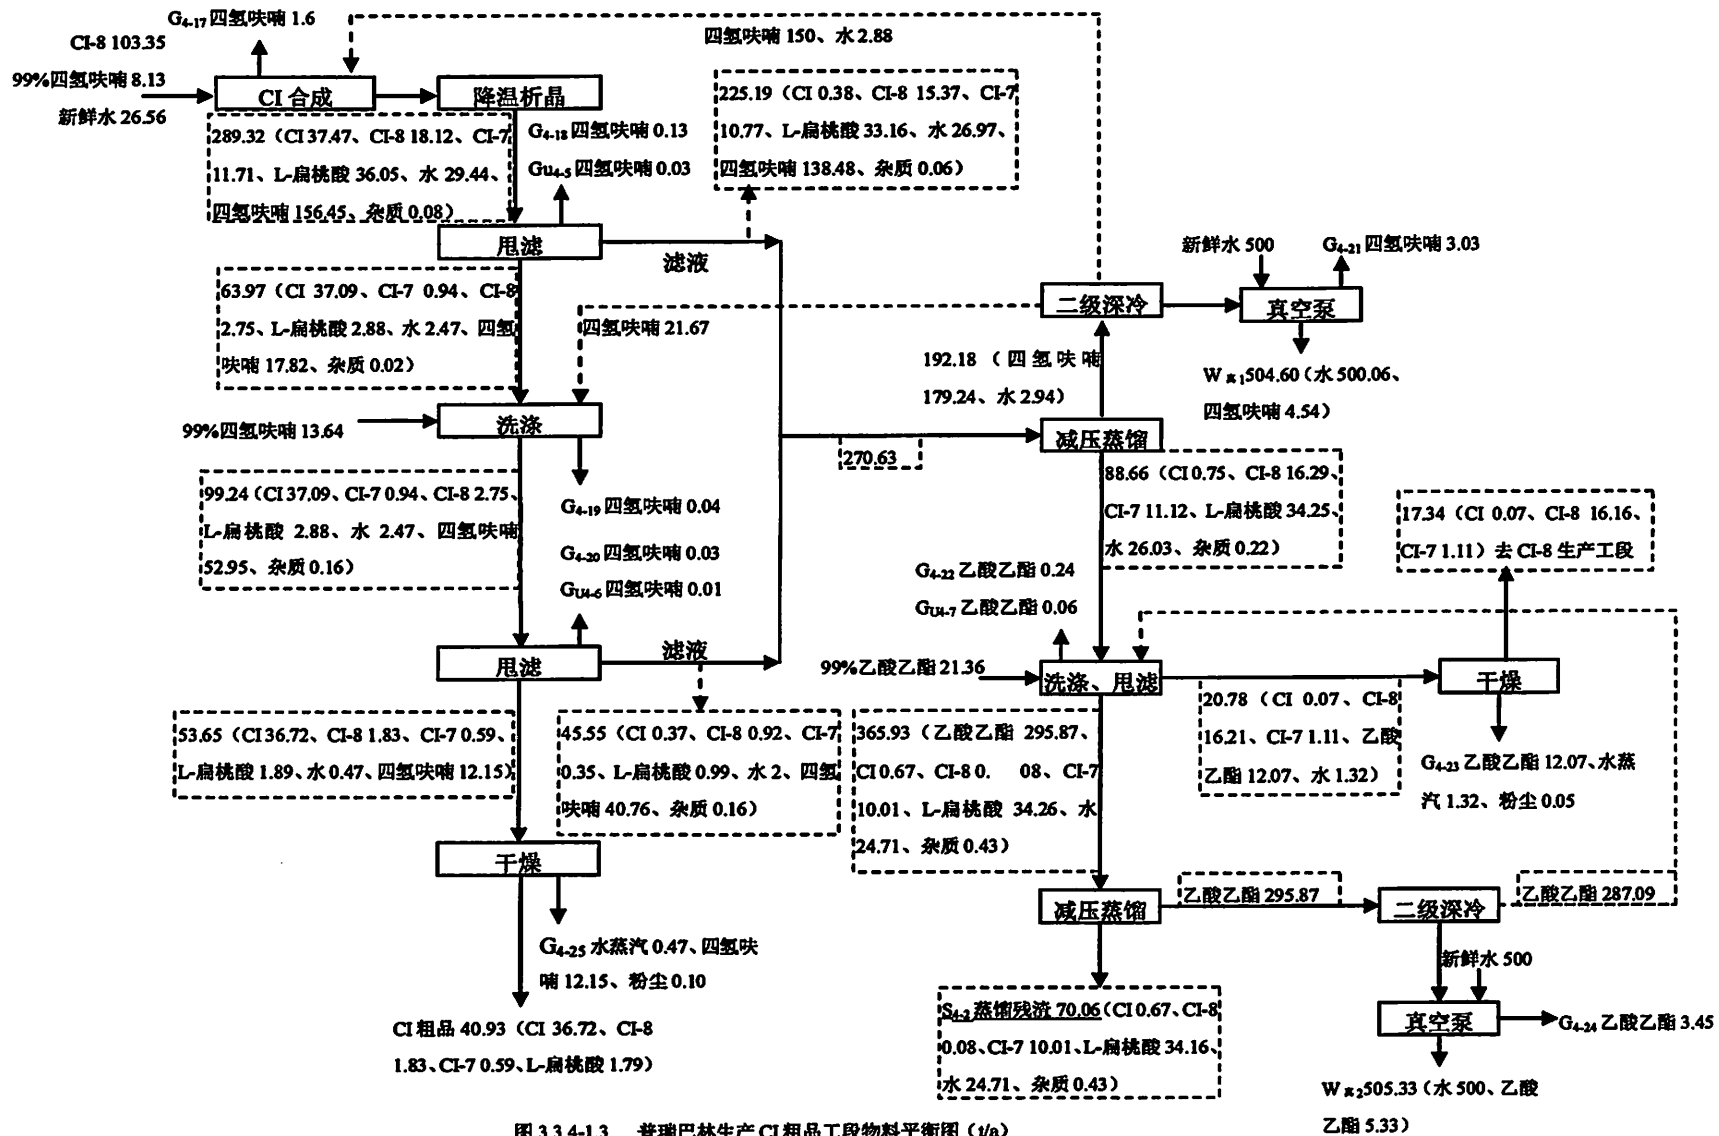 G4-17 四氢呋喃 1.6
CI-8 103.35
99%四氢呋喃 8.13
新鲜水 26.56
CI 合成
降温析晶
四氢呋喃 150、水 2.88
289.32（CI 37.47、CI-8 18.12、CI-7
11.71、L-扁桃酸 36.05、水 29.44、
四氢呋喃 156.45、杂质 0.08）
G4-18 四氢呋喃 0.13
Gu4-5 四氢呋喃 0.03
225.19（CI 0.38、CI-8 15.37、CI-7
10.77、L-扁桃酸 33.16、水 26.97、
四氢呋喃 138.48、杂质 0.06）
甩滤
滤液
63.97（CI 37.09、CI-7 0.94、CI-8
2.75、L-扁桃酸 2.88、水 2.47、四氢
呋喃 17.82、杂质 0.02）
四氢呋喃 21.67
二级深冷
新鲜水 500
G4-21 四氢呋喃 3.03
真空泵
W真1 504.60（水 500.06、
四氢呋喃 4.54）
192.18（四氢呋喃
179.24、水 2.94）
99%四氢呋喃 13.64
洗涤
270.63
减压蒸馏
99.24（CI 37.09、CI-7 0.94、CI-8 2.75、
L-扁桃酸 2.88、水 2.47、四氢呋喃
52.95、杂质 0.16）
G4-19 四氢呋喃 0.04
G4-20 四氢呋喃 0.03
GU4-6 四氢呋喃 0.01
88.66（CI 0.75、CI-8 16.29、
CI-7 11.12、L-扁桃酸 34.25、
水 26.03、杂质 0.22）
17.34（CI 0.07、CI-8 16.16、
CI-7 1.11）去 CI-8 生产工段
G4-22 乙酸乙酯 0.24
GU4-7 乙酸乙酯 0.06
甩滤
滤液
99%乙酸乙酯 21.36
洗涤、甩滤
干燥
53.65（CI 36.72、CI-8 1.83、CI-7 0.59、
L-扁桃酸 1.89、水 0.47、四氢呋喃 12.15）
45.55（CI 0.37、CI-8 0.92、CI-7
0.35、L-扁桃酸 0.99、水 2、四氢
呋喃 40.76、杂质 0.16）
365.93（乙酸乙酯 295.87、
CI 0.67、CI-8 0. 08、CI-7
10.01、L-扁桃酸 34.26、水
24.71、杂质 0.43）
20.78（CI 0.07、CI-8
16.21、CI-7 1.11、乙酸
乙酯 12.07、水 1.32）
G4-23 乙酸乙酯 12.07、水蒸
汽 1.32、粉尘 0.05
干燥
减压蒸馏
乙酸乙酯 295.87
二级深冷
乙酸乙酯 287.09
G4-25 水蒸汽 0.47、四氢呋
喃 12.15、粉尘 0.10
CI 粗品 40.93（CI 36.72、CI-8
1.83、CI-7 0.59、L-扁桃酸 1.79）
S4-2 蒸馏残渣 70.06（CI 0.67、CI-8
0.08、CI-7 10.01、L-扁桃酸 34.16、
水 24.71、杂质 0.43）
新鲜水 500
真空泵
G4-24 乙酸乙酯 3.45
W真2 505.33（水 500、乙酸
乙酯 5.33）
图 3.3.4-1.3 普瑞巴林生产 CI 粗品工段物料平衡图（t/a）